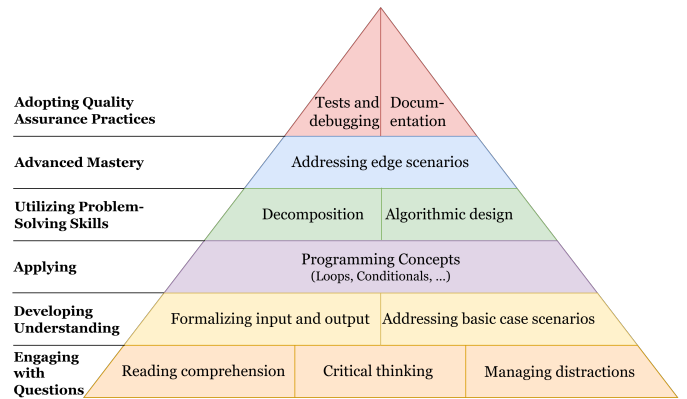 Adopting Quality
Assurance Practices
Tests and
debugging
Docum-
entation
Advanced Mastery
Addressing edge scenarios
Utilizing Problem-
Solving Skills
Decomposition
Algorithmic design
Applying
Programming Concepts
(Loops, Conditionals, ...)
Developing
Understanding
Formalizing input and output
Addressing basic case scenarios
Engaging
with
Questions
Reading comprehension
Critical thinking
Managing distractions